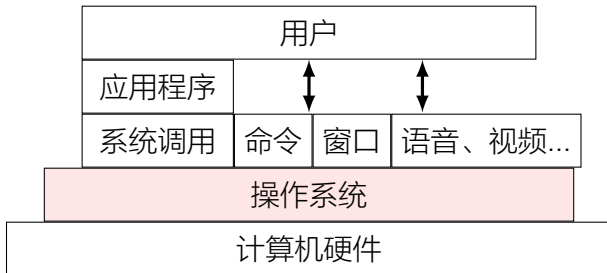 用户
应用程序
系统调用 命令 窗口 语音、视频...
操作系统
计算机硬件